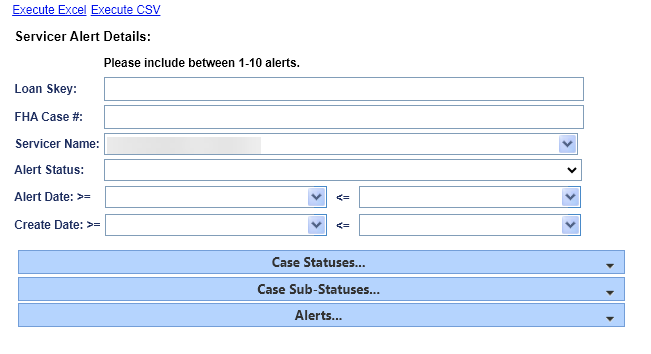 Execute Excel Execute CSV
Servicer Alert Details:
Please include between 1-10 alerts.
Loan Skey:
FHA Case #:
Servicer Name:
Alert Status:
Alert Date: >= <=
Create Date: >= <=
Case Statuses...
Case Sub-Statuses...
Alerts...